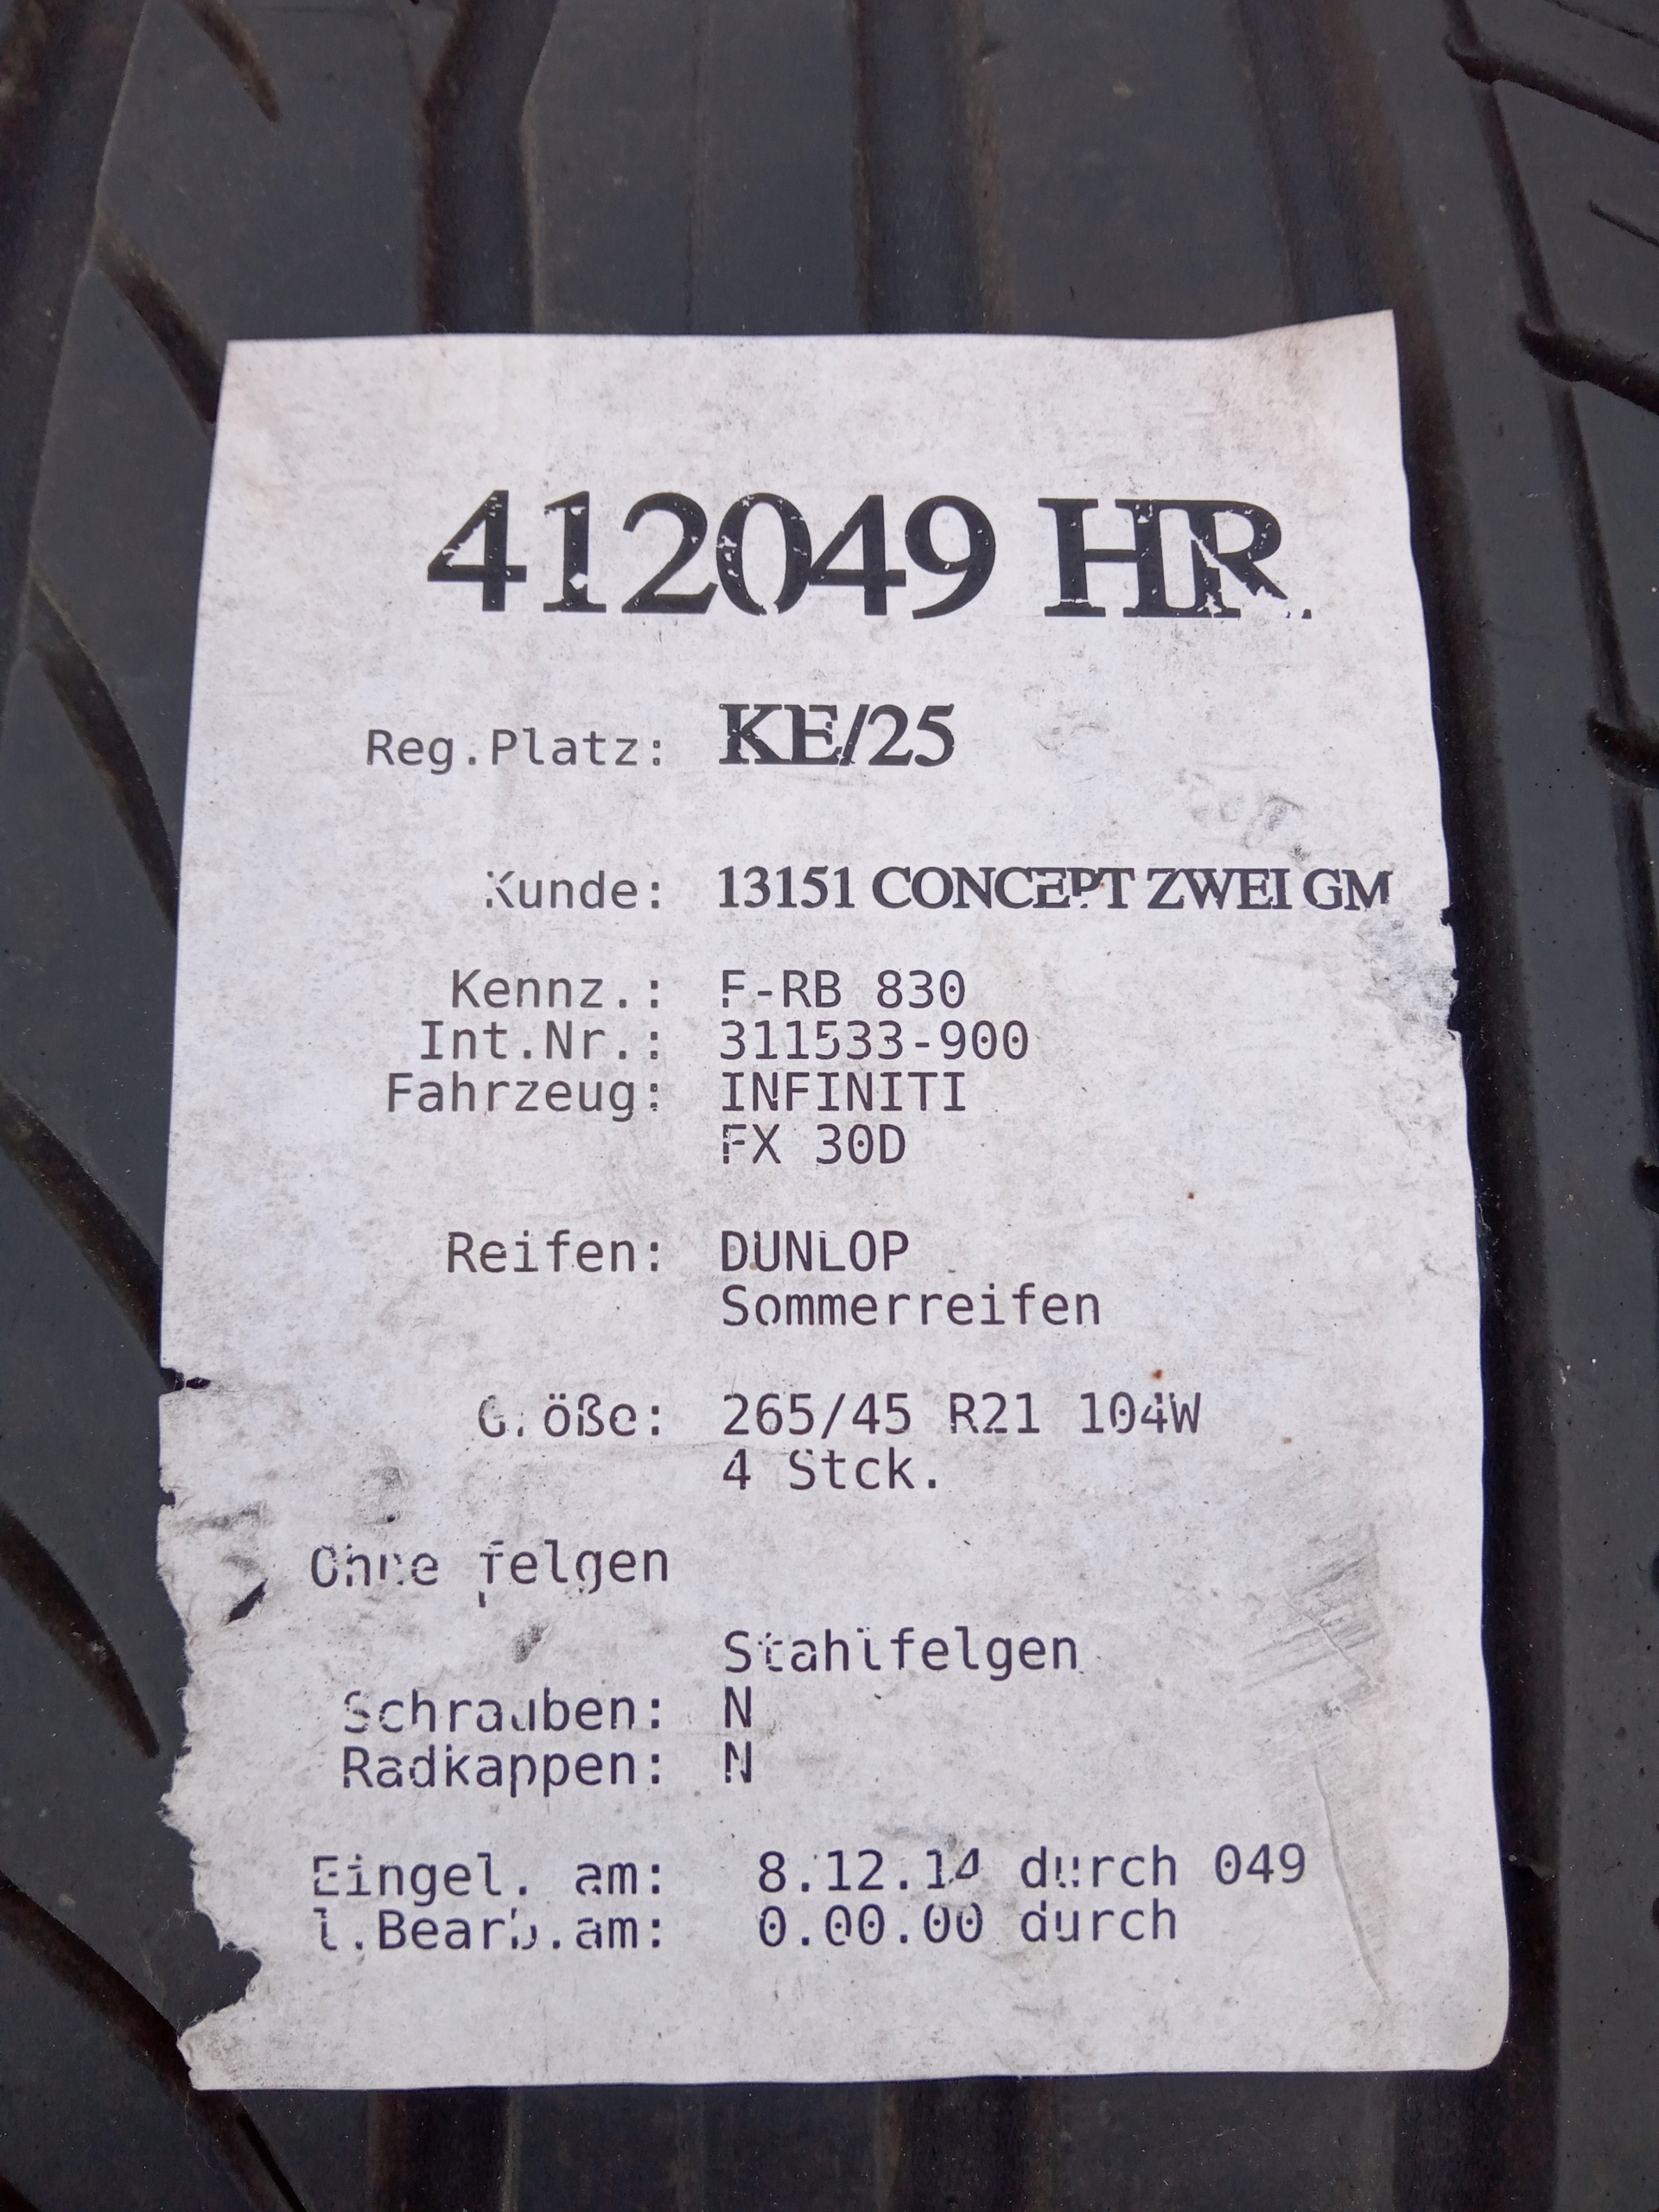 412049 HR
Reg.Platz: KE/25
Kunde: 13151 CONCEPT ZWEI GM
Kennz.: F-RB 830
Int.Nr.: 311533-900
Fahrzeug: INFINITI
FX 30D
Reifen: DUNLOP
Sommerreifen
Größe: 265/45 R21 104W
4 Stck.
Ohne felgen
Stahlfelgen
Schrauben: N
Radkappen: N
Eingel. am: 8.12.14 durch 049
l.Bearb.am: 0.00.00 durch